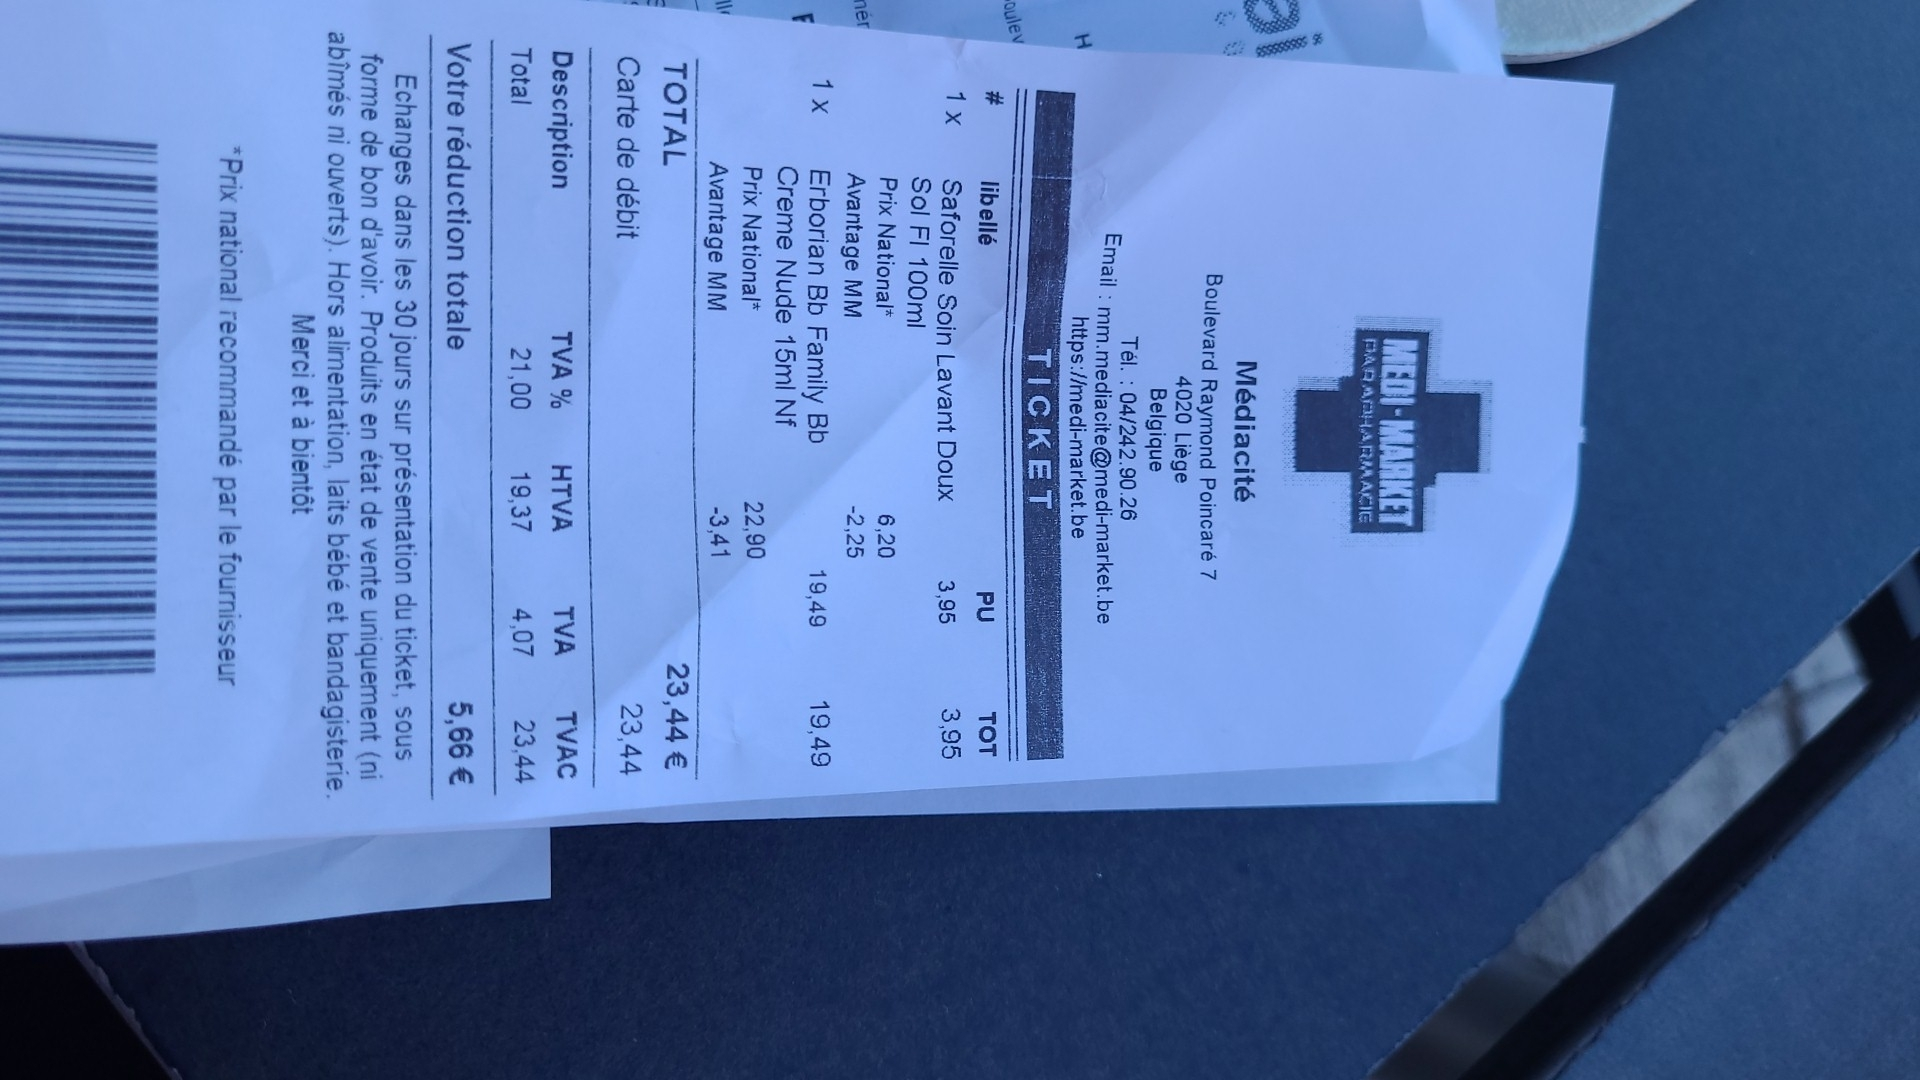 MEDI-MARKET
PARAPHARMACIE
Médiacité
Boulevard Raymond Poincaré 7
4020 Liège
Belgique
Tél. : 04/242.90.26
Email : mm.mediacite@medi-market.be
https://medi-market.be
TICKET
# libellé PU TOT
1 x Saforelle Soin Lavant Doux 3,95 3,95
Sol Fl 100ml
Prix National* 6,20
Avantage MM -2,25
1 x Erborian Bb Family Bb 19,49 19,49
Creme Nude 15ml Nf
Prix National* 22,90
Avantage MM -3,41
TOTAL 23,44 €
Carte de débit 23,44
Description TVA % HTVA TVA TVAC
Total 21,00 19,37 4,07 23,44
Votre réduction totale 5,66 €
Echanges dans les 30 jours sur présentation du ticket, sous
forme de bon d'avoir. Produits en état de vente uniquement (ni
abîmés ni ouverts). Hors alimentation, laits bébé et bandagisterie.
Merci et à bientôt
*Prix national recommandé par le fournisseur